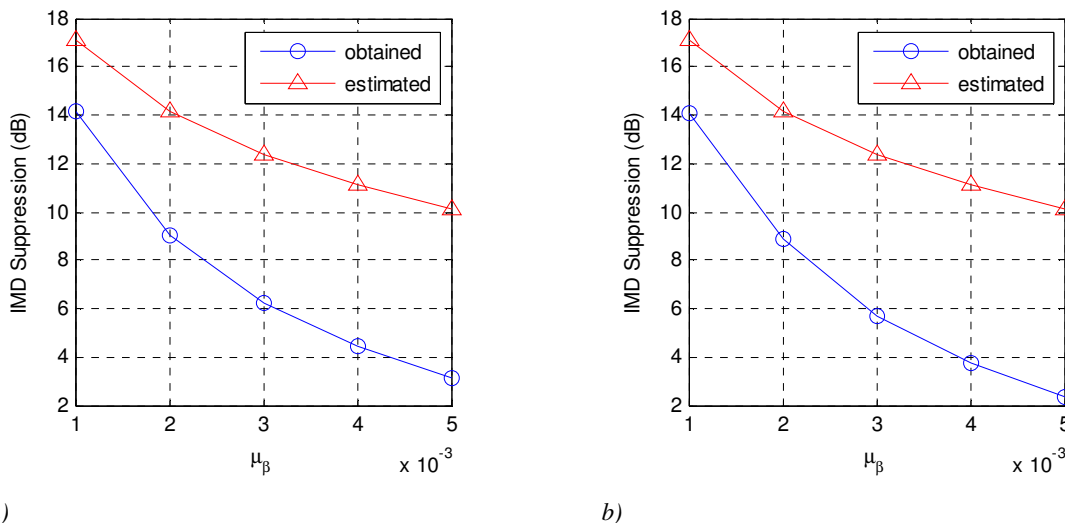 18
16
14
12
10
8
6
4
2
IMD Suppression (dB)
obtained
estimated
1
2
3
4
5
μβ
x 10-3
)
18
16
14
12
10
8
6
4
2
IMD Suppression (dB)
obtained
estimated
1
2
3
4
5
μβ
x 10-3
b)